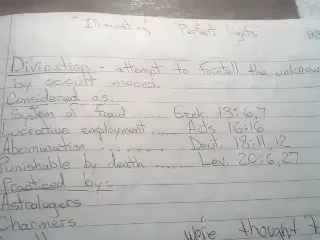 "Illuminating" Perfect Lights
Divination - attempt to foretell the unknown
by occult means.
Considered as:
System of fraud Ezek. 13:6,7
Lucrative employment .... Acts 16:16
Abomination ........ Deut. 18:11,12
Punishable by death ..... Lev. 20:6,27
Practiced by:
Astrologers
Charmers
We're thought t